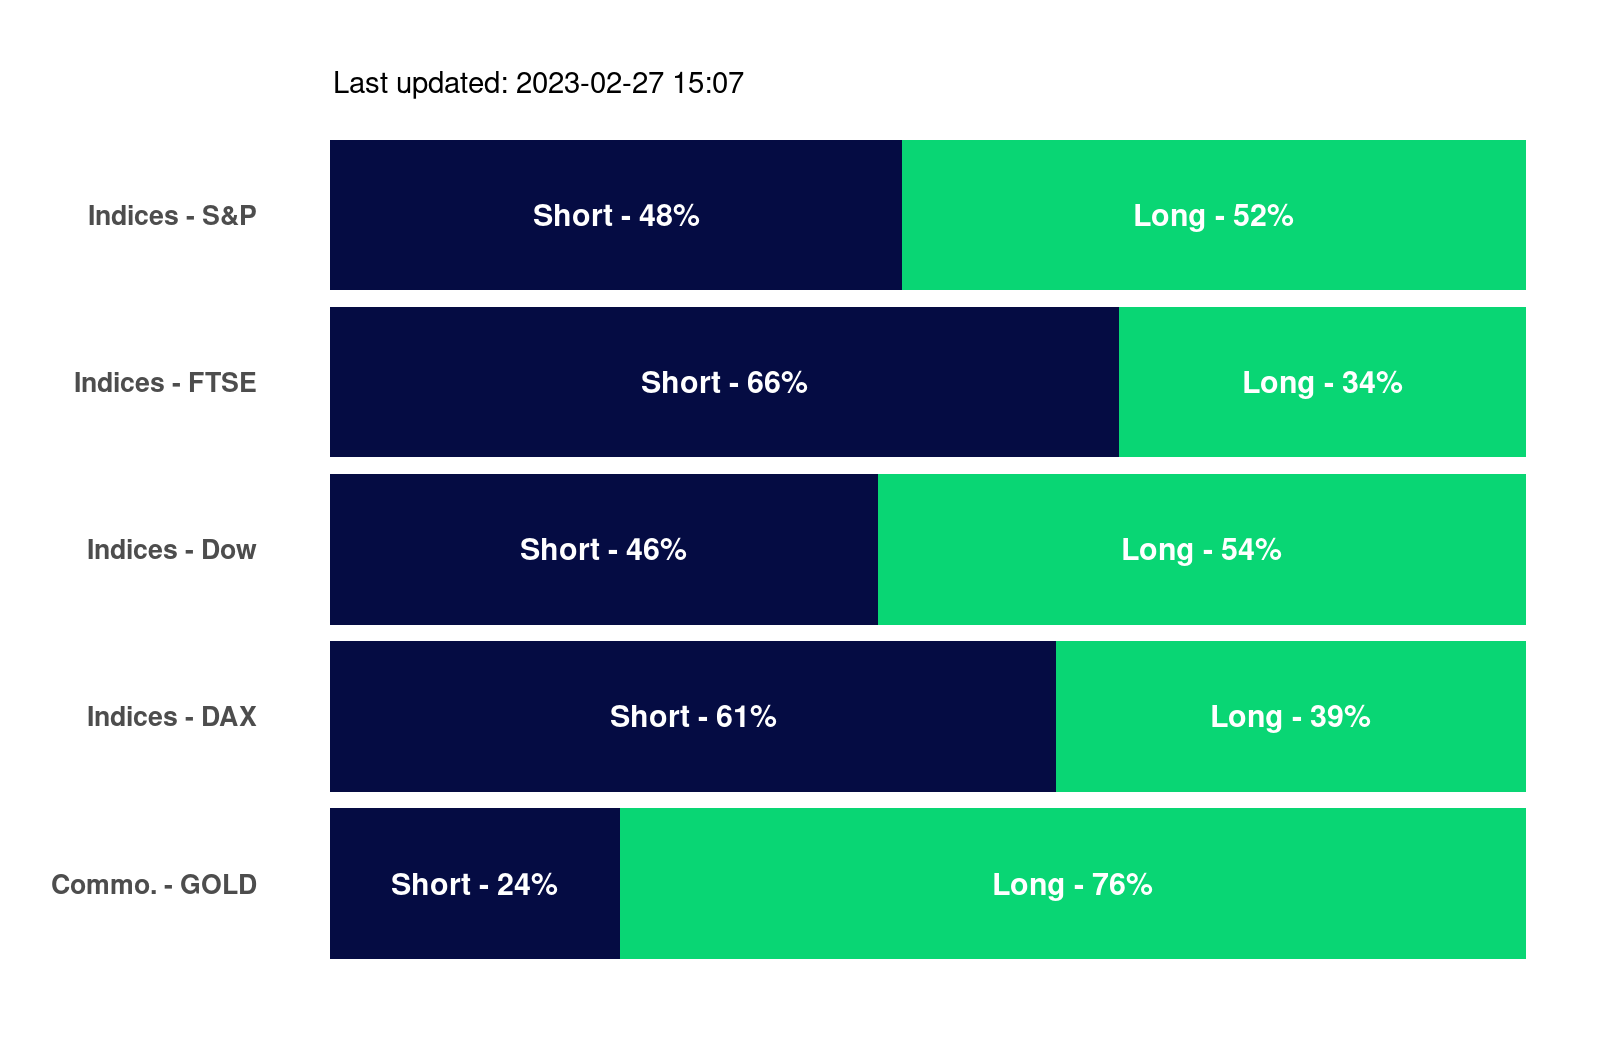 Last updated: 2023-02-27 15:07
Indices - S&P Short - 48% Long - 52%
Indices - FTSE Short - 66% Long - 34%
Indices - Dow Short - 46% Long - 54%
Indices - DAX Short - 61% Long - 39%
Commo. - GOLD Short - 24% Long - 76%